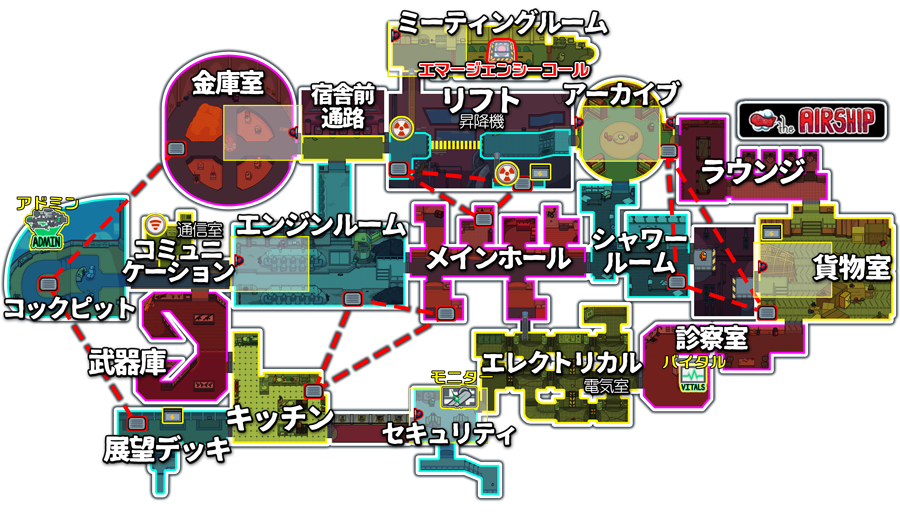 ミーティングルーム
エマージェンシーコール
金庫室
宿舎前
通路
リフト
昇降機
アーカイブ
the AIRSHIP
ラウンジ
アドミン
ADMIN
通信室
コミュニ
ケーション
エンジンルーム
メインホール
シャワー
ルーム
貨物室
コックピット
武器庫
エレクトリカル
電気室
診察室
バイタル
VITALS
モニタ
キッチン
セキュリティ
展望デッキ